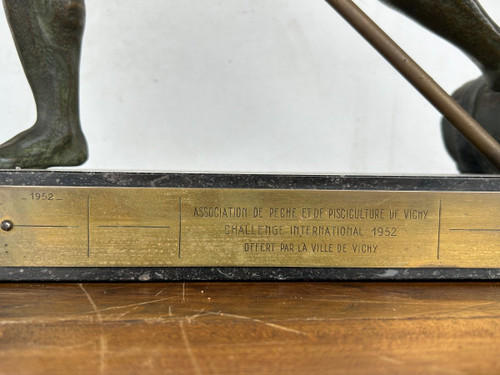 _ 1952 _
ASSOCIATION DE PECHE ET DE PISCICULTURE DE VICHY
CHALLENGE INTERNATIONAL 1952
OFFERT PAR LA VILLE DE VICHY